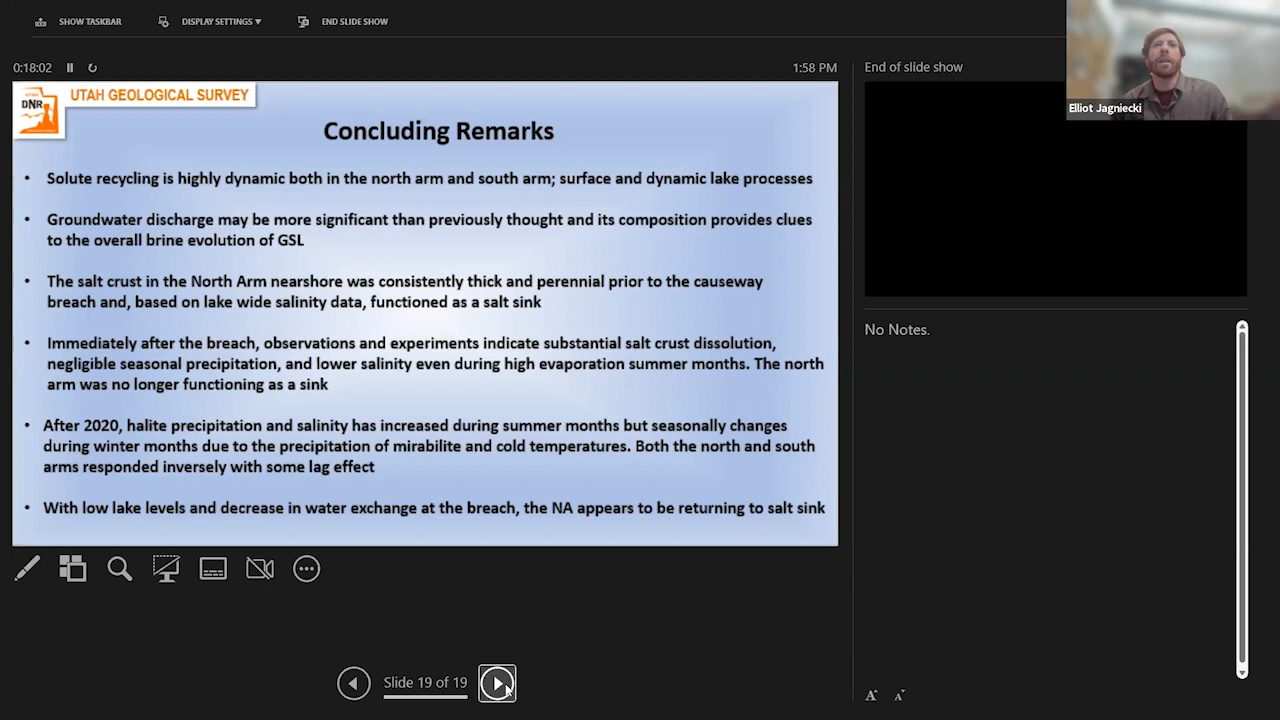 SHOW TASKBAR
DISPLAY SETTINGS
END SLIDE SHOW
0:18:02
1:58 PM
End of slide show
Elliot Jagniecki
UTAH
DNR
UTAH GEOLOGICAL SURVEY
Concluding Remarks
• Solute recycling is highly dynamic both in the north arm and south arm; surface and dynamic lake processes
• Groundwater discharge may be more significant than previously thought and its composition provides clues
to the overall brine evolution of GSL
• The salt crust in the North Arm nearshore was consistently thick and perennial prior to the causeway
breach and, based on lake wide salinity data, functioned as a salt sink
• Immediately after the breach, observations and experiments indicate substantial salt crust dissolution,
negligible seasonal precipitation, and lower salinity even during high evaporation summer months. The north
arm was no longer functioning as a sink
• After 2020, halite precipitation and salinity has increased during summer months but seasonally changes
during winter months due to the precipitation of mirabilite and cold temperatures. Both the north and south
arms responded inversely with some lag effect
• With low lake levels and decrease in water exchange at the breach, the NA appears to be returning to salt sink
No Notes.
Slide 19 of 19
A A